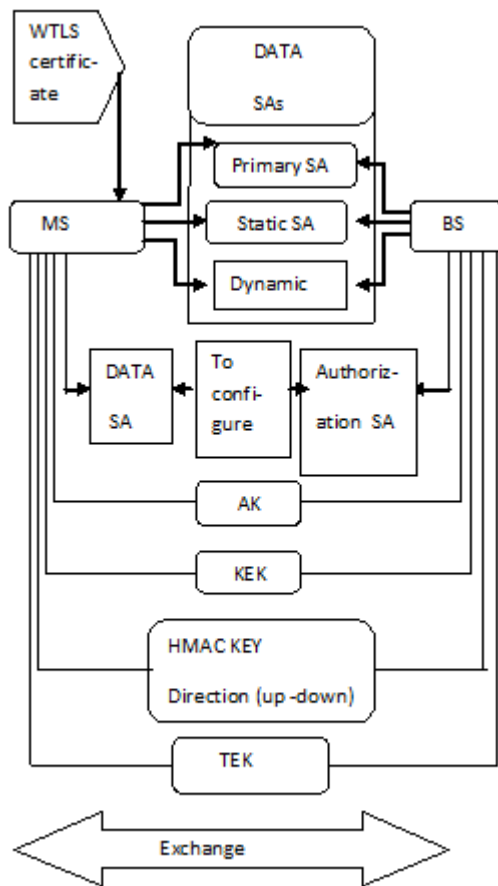 WTLS
certific-
ate
DATA
SAs
Primary SA
MS
Static SA
BS
Dynamic
DATA
SA
To
confi-
gure
Authoriz-
ation SA
AK
KEK
HMAC KEY
Direction (up -down)
TEK
Exchange